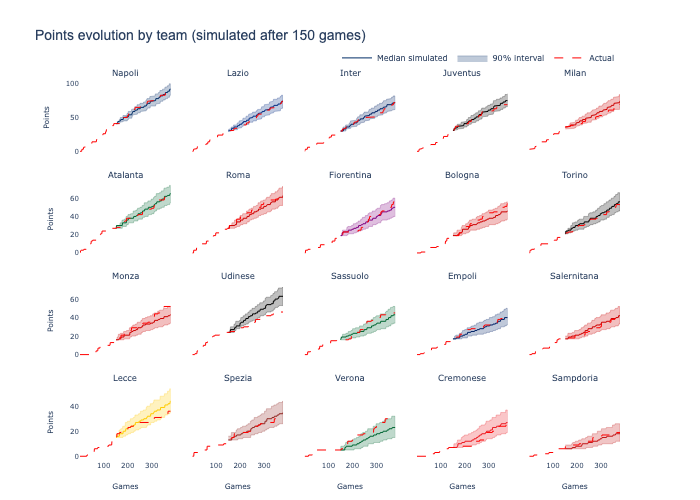 Points evolution by team (simulated after 150 games)
Median simulated 90% interval Actual
Napoli Lazio Inter Juventus Milan
100
50
0
Points
Atalanta Roma Fiorentina Bologna Torino
60
40
20
0
Points
Monza Udinese Sassuolo Empoli Salernitana
60
40
20
0
Points
Lecce Spezia Verona Cremonese Sampdoria
40
20
0
Points
100 200 300 100 200 300 100 200 300 100 200 300 100 200 300
Games Games Games Games Games